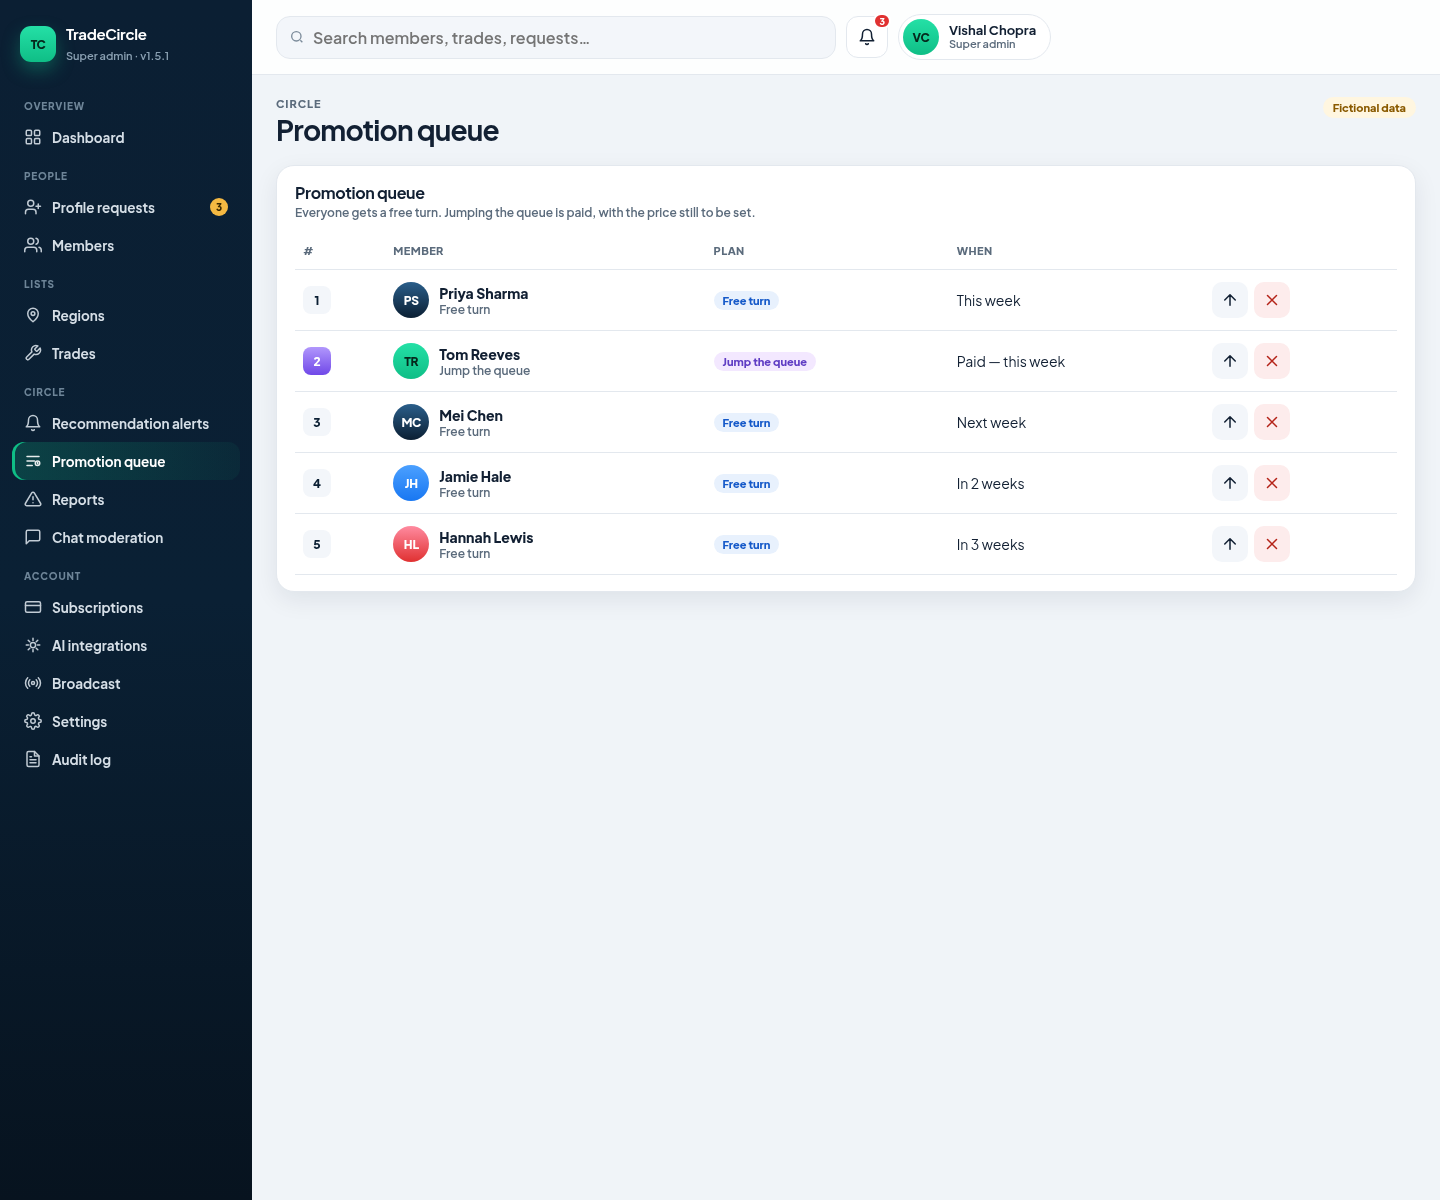 TC
TradeCircle
Super admin · v1.5.1
OVERVIEW
Dashboard
PEOPLE
Profile requests
3
Members
LISTS
Regions
Trades
CIRCLE
Recommendation alerts
Promotion queue
Reports
Chat moderation
ACCOUNT
Subscriptions
AI integrations
Broadcast
Settings
Audit log
Search members, trades, requests…
3
VC
Vishal Chopra
Super admin
CIRCLE
Promotion queue
Fictional data
Promotion queue
Everyone gets a free turn. Jumping the queue is paid, with the price still to be set.
# MEMBER PLAN WHEN
1 PS Priya Sharma Free turn This week
Free turn
2 TR Tom Reeves Jump the queue Paid — this week
Jump the queue
3 MC Mei Chen Free turn Next week
Free turn
4 JH Jamie Hale Free turn In 2 weeks
Free turn
5 HL Hannah Lewis Free turn In 3 weeks
Free turn